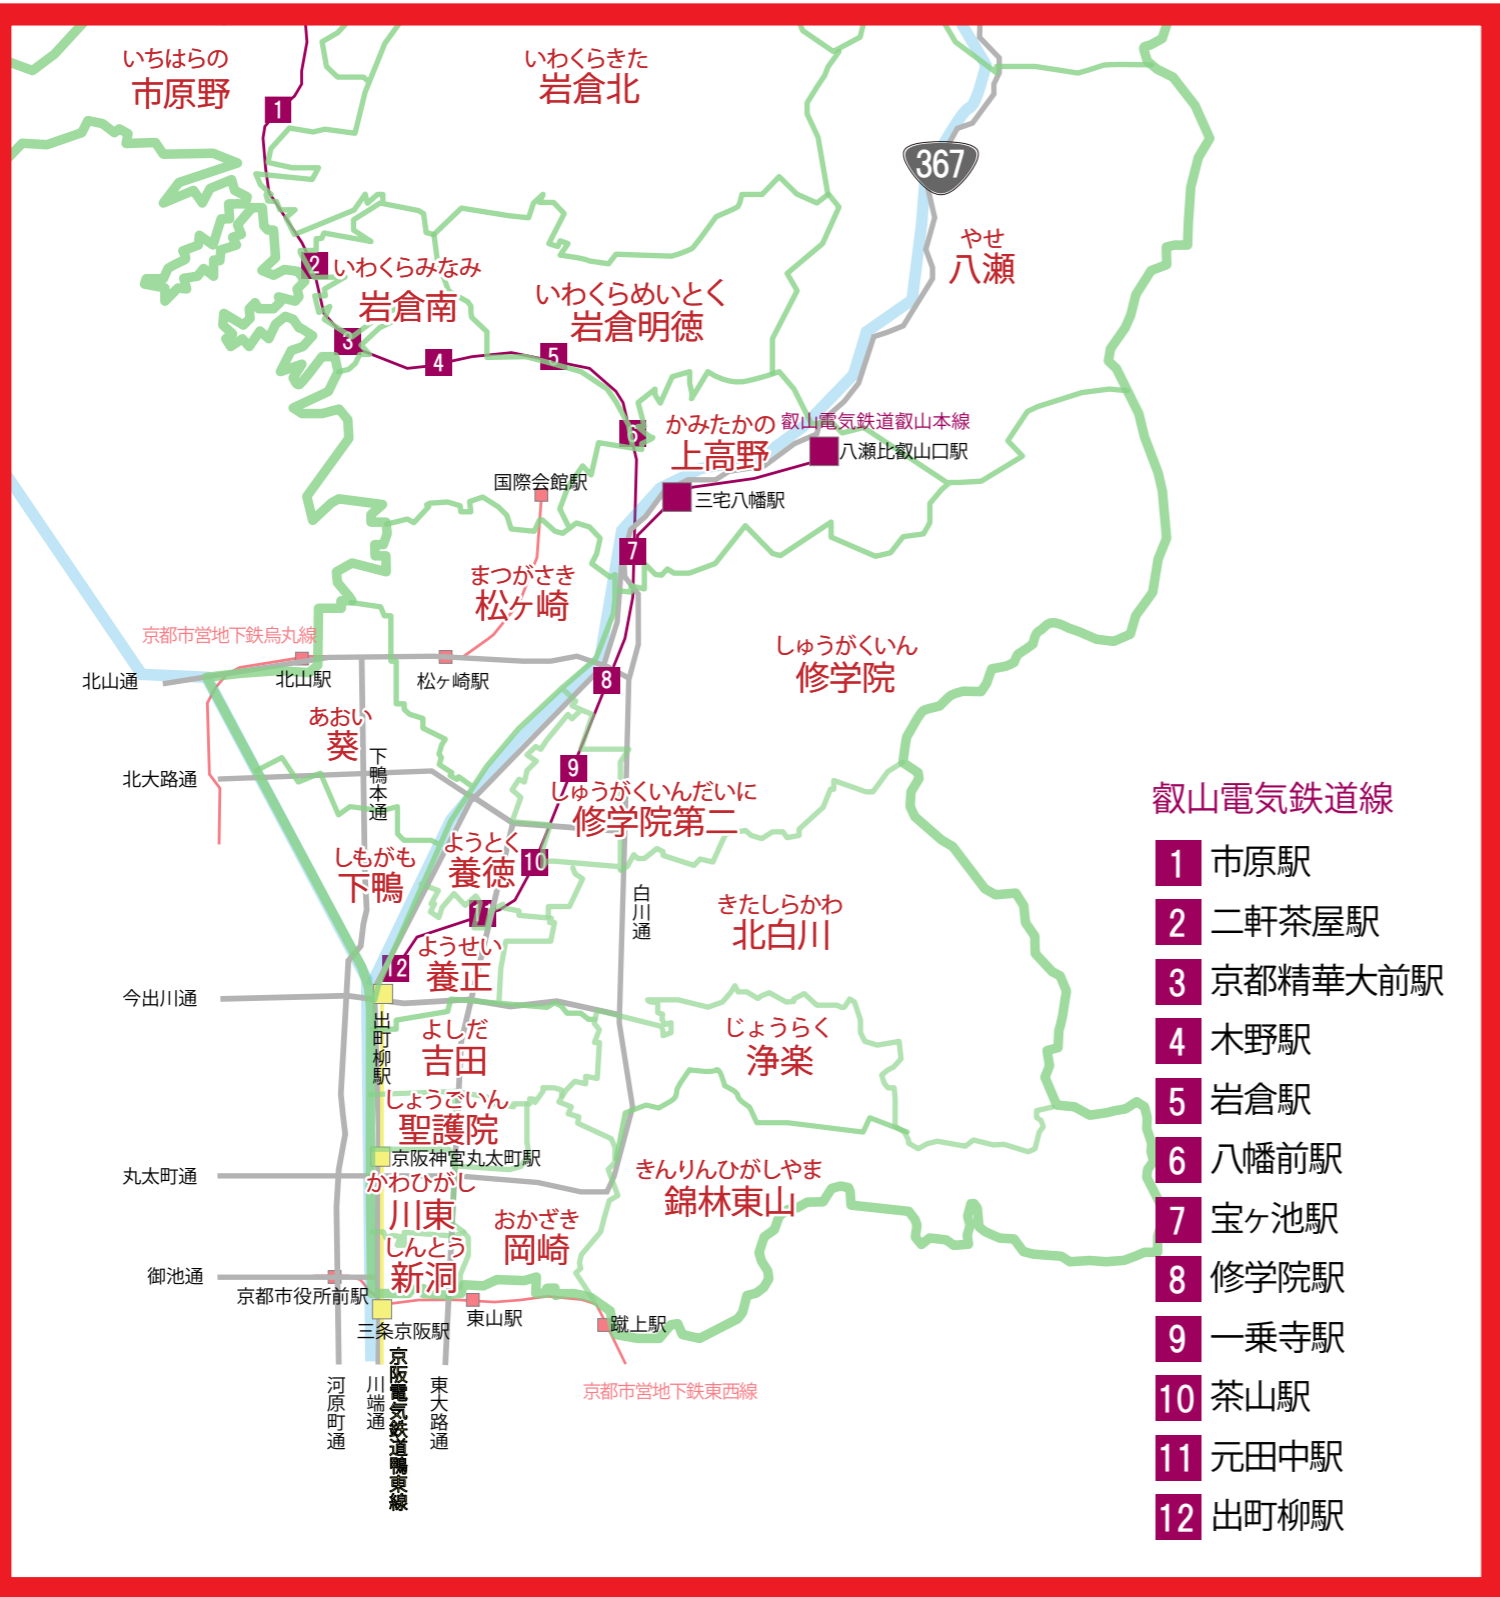 いちはらの
市原野
いわくらきた
岩倉北
1
367
やせ
八瀬
2
いわくらみなみ
岩倉南
いわくらめいとく
岩倉明徳
3
4
5
6
かみたかの
上高野
叡山電気鉄道叡山本線
八瀬比叡山口駅
国際会館駅
三宅八幡駅
7
まつがさき
松ヶ崎
京都市営地下鉄烏丸線
しゅうがくいん
修学院
北山通
北山駅
松ヶ崎駅
8
あおい
葵
下鴨本通
北大路通
9
しゅうがくいんだいに
修学院第二
しもがも
下鴨
ようとく
養徳
10
白川通
11
きたしらかわ
北白川
ようせい
養正
12
今出川通
出町柳駅
よしだ
吉田
じょうらく
浄楽
しょうごいん
聖護院
京阪神宮丸太町駅
丸太町通
かわひがし
川東
きんりんひがしやま
錦林東山
おかざき
岡崎
しんとう
新洞
御池通
京都市役所前駅
三条京阪駅
東山駅
蹴上駅
京都市営地下鉄東西線
河原町通
川端通
京阪電気鉄道鴨東線
東大路通
叡山電気鉄道線
1 市原駅
2 二軒茶屋駅
3 京都精華大前駅
4 木野駅
5 岩倉駅
6 八幡前駅
7 宝ヶ池駅
8 修学院駅
9 一乗寺駅
10 茶山駅
11 元田中駅
12 出町柳駅